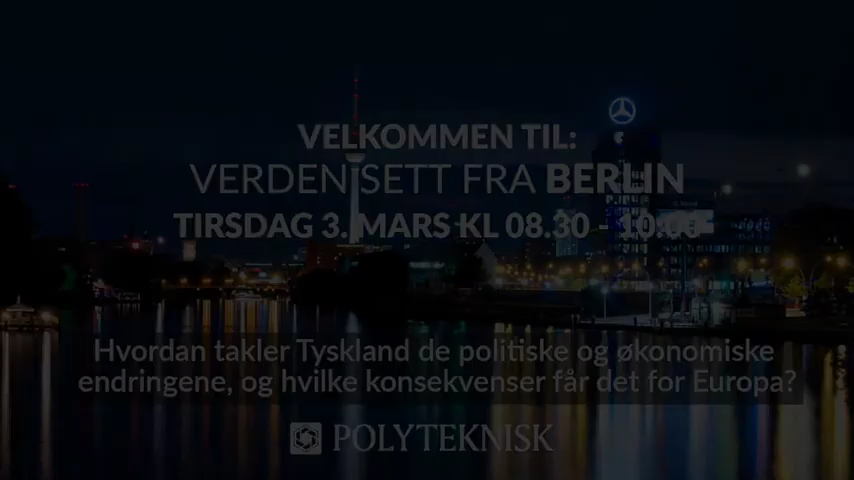 VELKOMMEN TIL:
VERDEN SETT FRA BERLIN
TIRSDAG 3. MARS KL 08.30 - 10:00
Hvordan takler Tyskland de politiske og økonomiske
endringene, og hvilke konsekvenser får det for Europa?
POLYTEKNISK